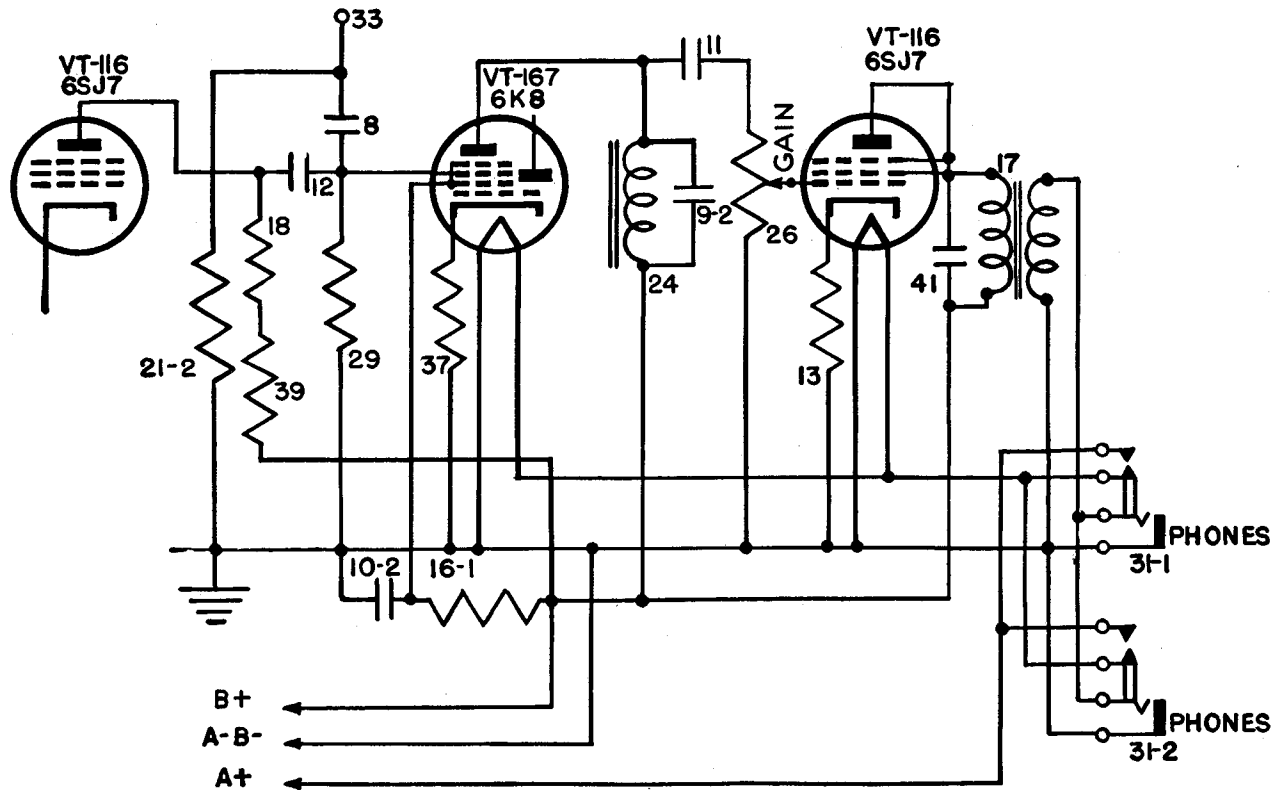 33
VT-116
6SJ7
8
12
VT-167
6K8
11
GAIN
VT-116
6SJ7
17
9-2
26
18
24
41
21-2
39
29
37
13
10-2
16-1
PHONES
31-1
PHONES
31-2
B+
A-B-
A+